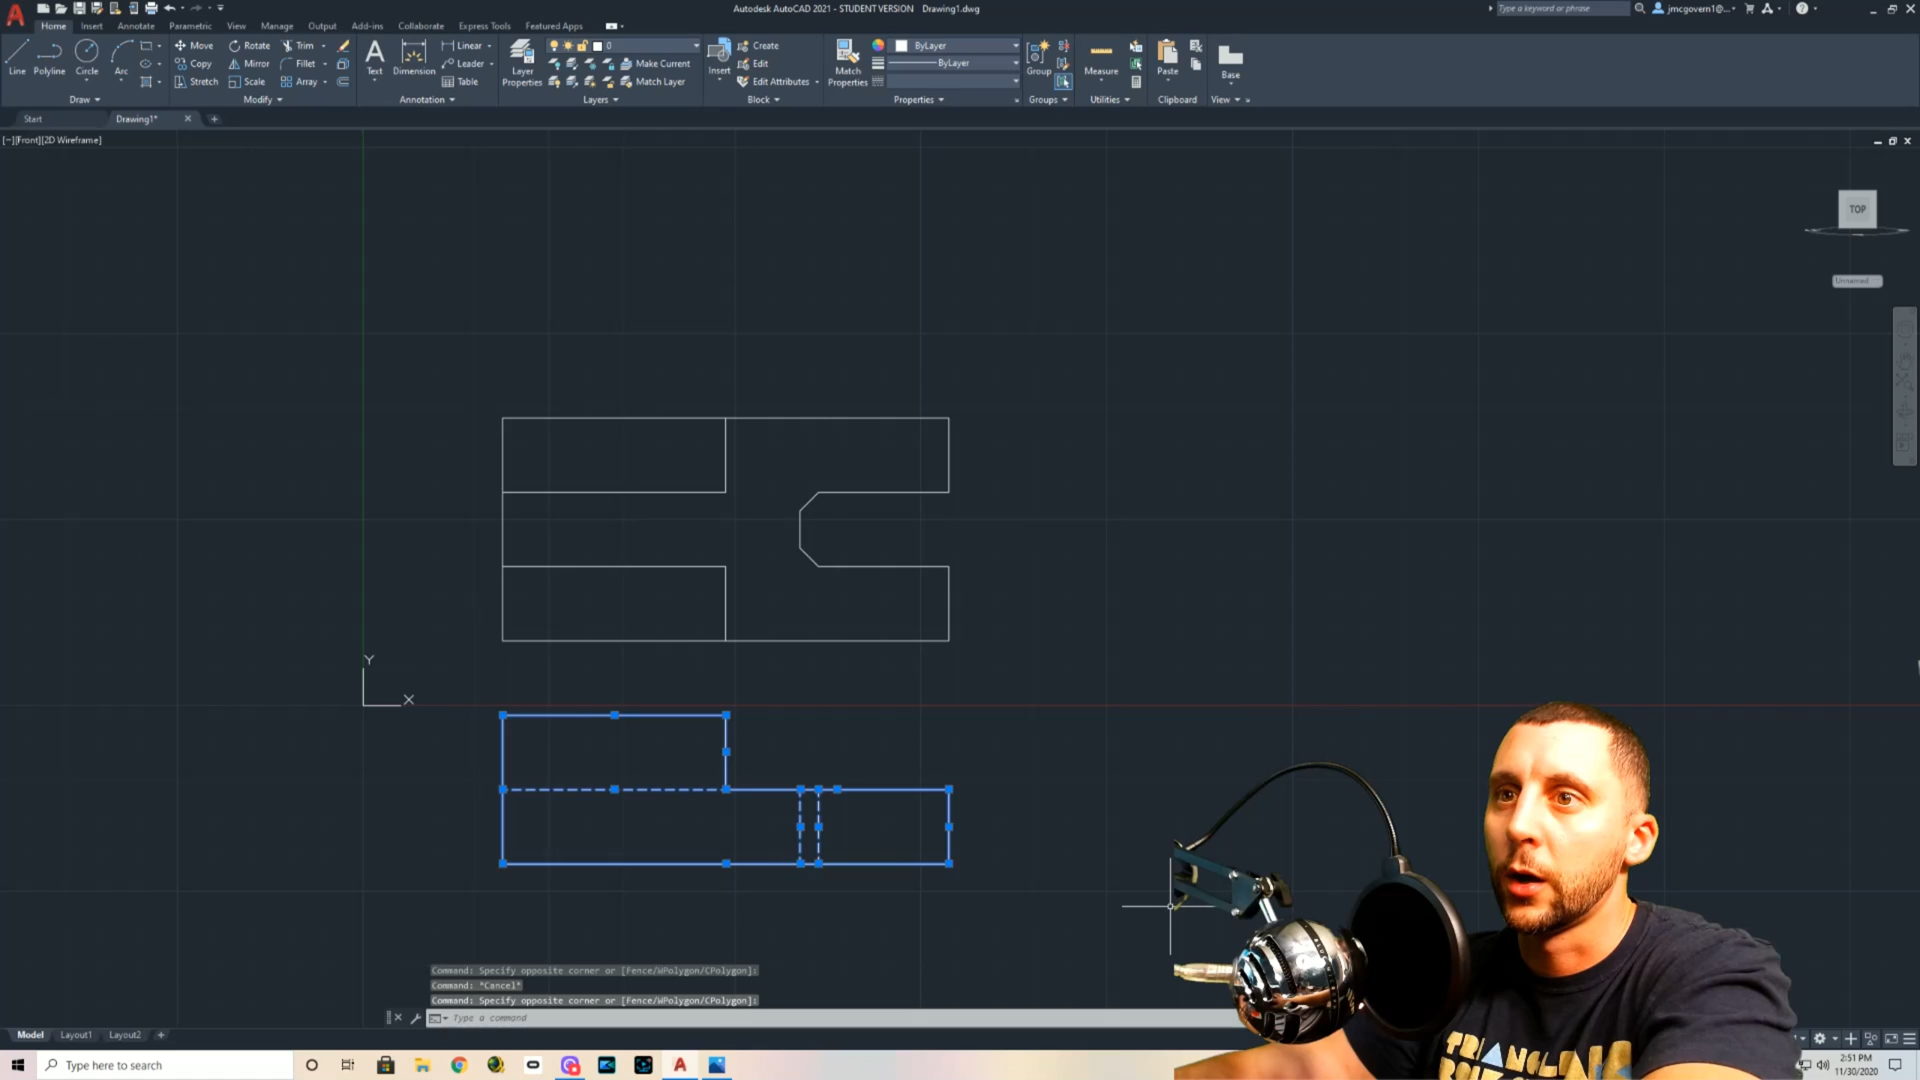 Autodesk AutoCAD 2021 - STUDENT VERSION Drawing1.dwg
Type a keyword or phrase
jmcgovern1@...
Home Insert Annotate Parametric View Manage Output Add-ins Collaborate Express Tools Featured Apps
Line Polyline Circle Arc
Move Rotate Trim
Copy Mirror Fillet
Stretch Scale Array
Text Dimension
Linear
Leader
Table
Layer Properties
0
Make Current
Match Layer
Insert
Create
Edit
Edit Attributes
Match Properties
ByLayer
ByLayer
Group
Measure
Paste
Base
Draw Modify Annotation Layers Block Properties Groups Utilities Clipboard View
Start Drawing1*
[−][Front][2D Wireframe]
TOP
Unnamed
Y
X
Command: Specify opposite corner or [Fence/WPolygon/CPolygon]:
Command: *Cancel*
Command: Specify opposite corner or [Fence/WPolygon/CPolygon]:
Type a command
Model Layout1 Layout2
Type here to search
2:51 PM
11/30/2020